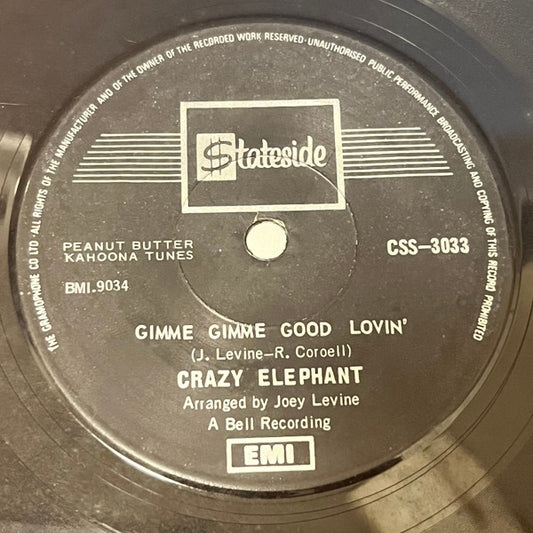 THE GRAMOPHONE CO LTD ALL RIGHTS OF THE MANUFACTURER AND OF THE OWNER OF THE RECORDED WORK RESERVED · UNAUTHORISED PUBLIC PERFORMANCE BROADCASTING AND COPYING OF THIS RECORD PROHIBITED
$tateside
PEANUT BUTTER
KAHOONA TUNES
CSS-3033
BMI.9034
GIMME GIMME GOOD LOVIN'
(J. Levine-R. Coroell)
CRAZY ELEPHANT
Arranged by Joey Levine
A Bell Recording
EMI